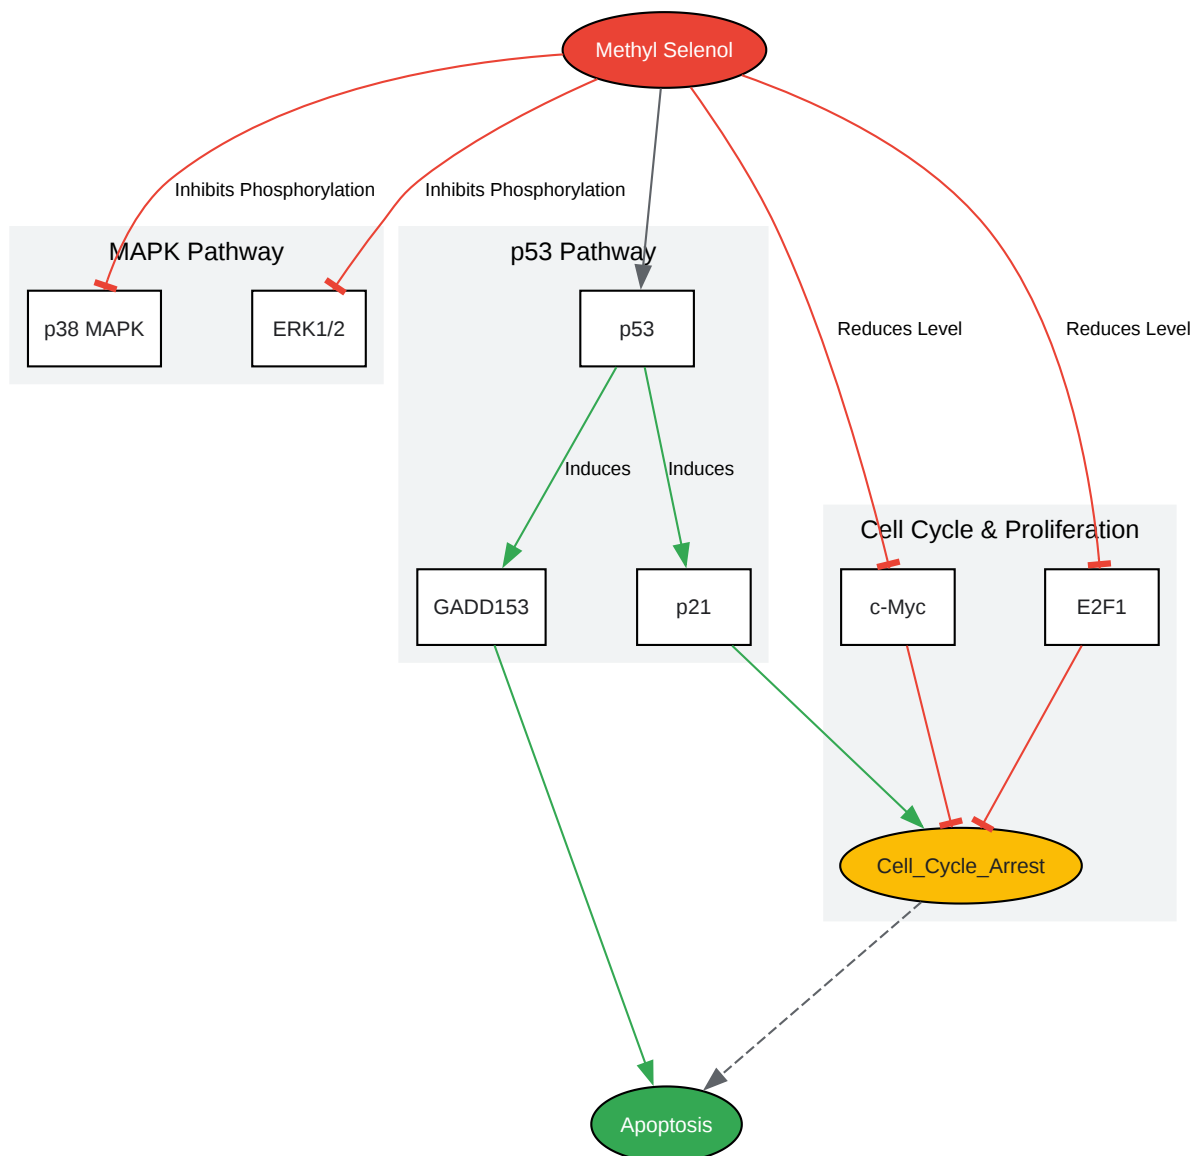 Methyl Selenol
Inhibits Phosphorylation
Inhibits Phosphorylation
MAPK Pathway
p53 Pathway
p38 MAPK
ERK1/2
p53
Reduces Level
Reduces Level
Induces
Induces
Cell Cycle & Proliferation
GADD153
p21
c-Myc
E2F1
Cell_Cycle_Arrest
Apoptosis